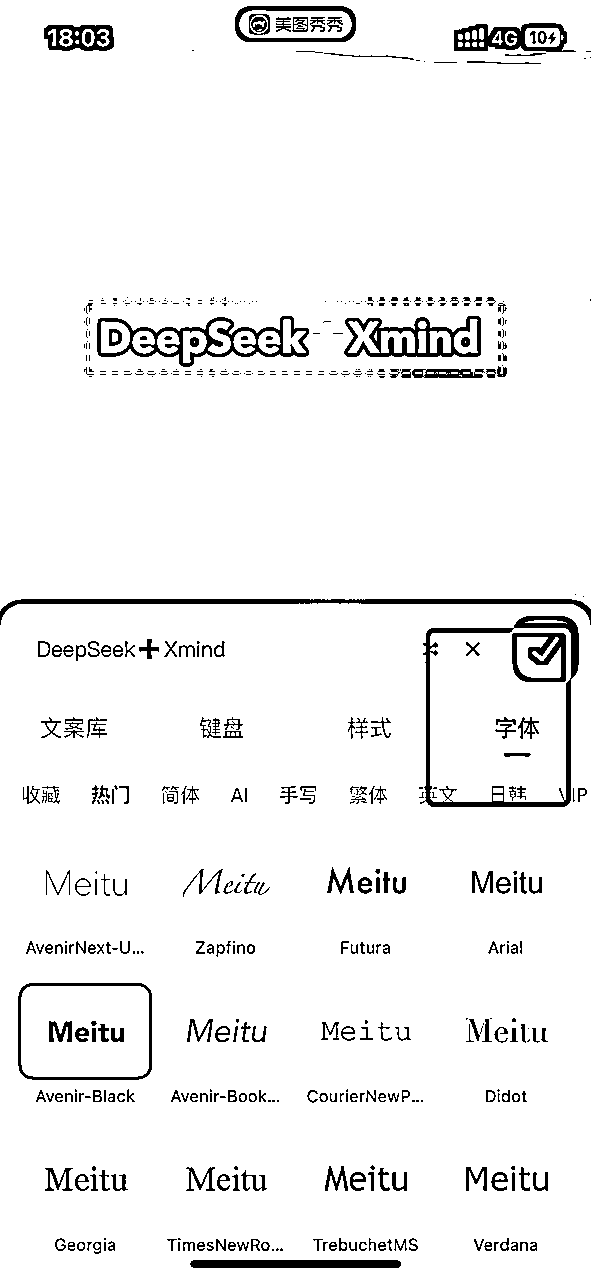 18:03 美图秀秀 4G 10
DeepSeek Xmind
DeepSeek+Xmind
文案库 键盘 样式 字体
收藏 热门 简体 AI 手写 繁体 英文 日韩 VIP
Meitu Meitu Meitu Meitu
AvenirNext-U... Zapfino Futura Arial
Meitu Meitu Meitu Meitu
Avenir-Black Avenir-Book... CourierNewP... Didot
Meitu Meitu Meitu Meitu
Georgia TimesNewRo... TrebuchetMS Verdana